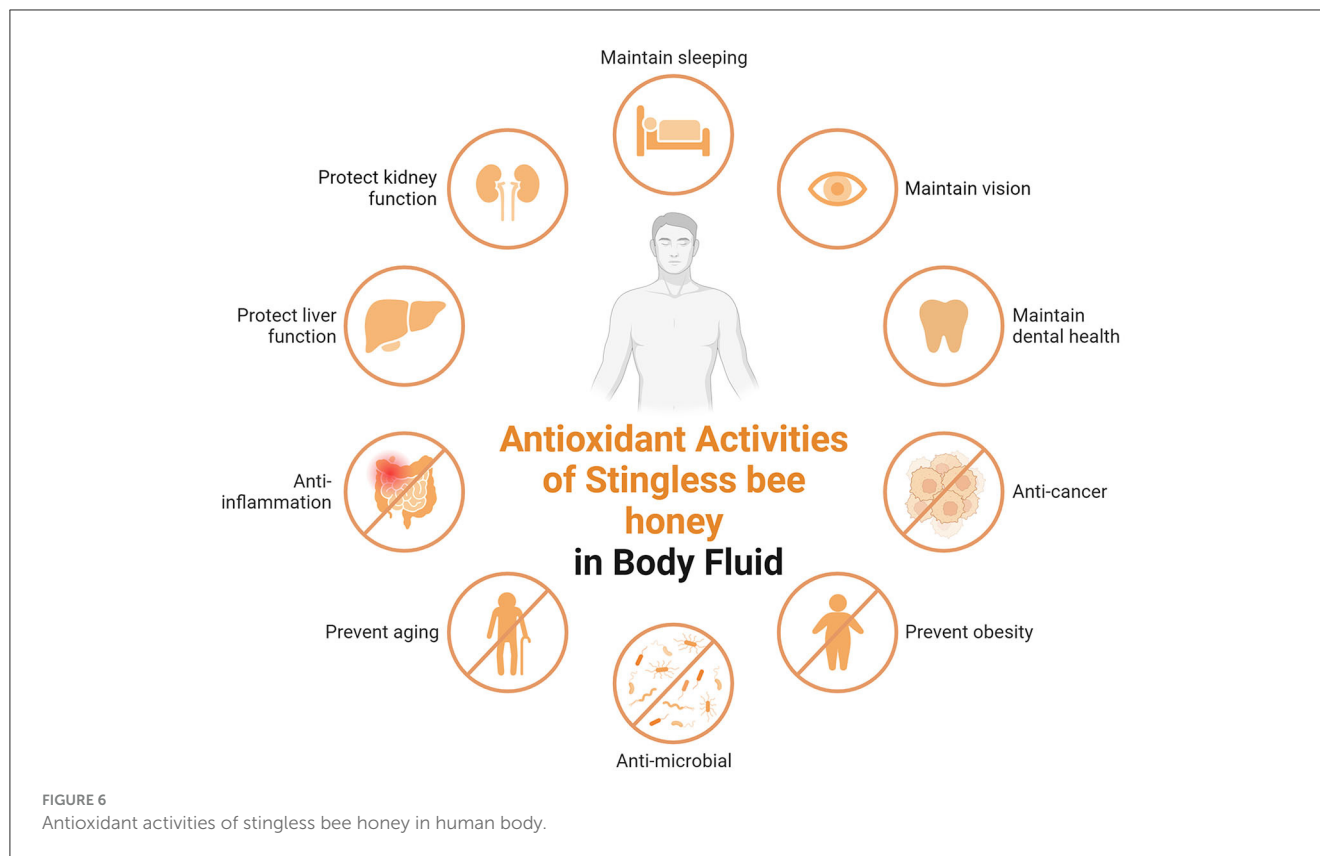 Maintain sleeping
Protect kidney
function
Maintain vision
Protect liver
function
Maintain
dental health
Antioxidant Activities
of Stingless bee
honey
in Body Fluid
Anti-
inflammation
Anti-cancer
Prevent aging
Prevent obesity
Anti-microbial
FIGURE 6
Antioxidant activities of stingless bee honey in human body.